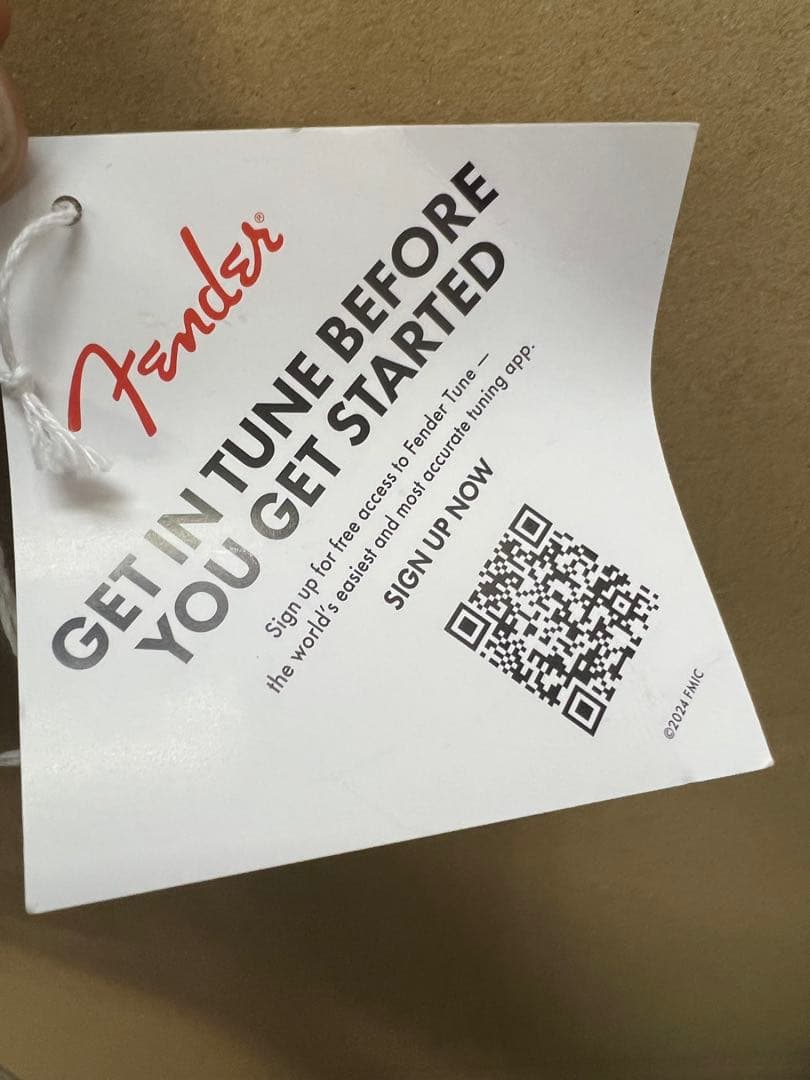 Fender®
GET IN TUNE BEFORE
YOU GET STARTED
Sign up for free access to Fender Tune —
the world's easiest and most accurate tuning app.
SIGN UP NOW
©2024 FMIC